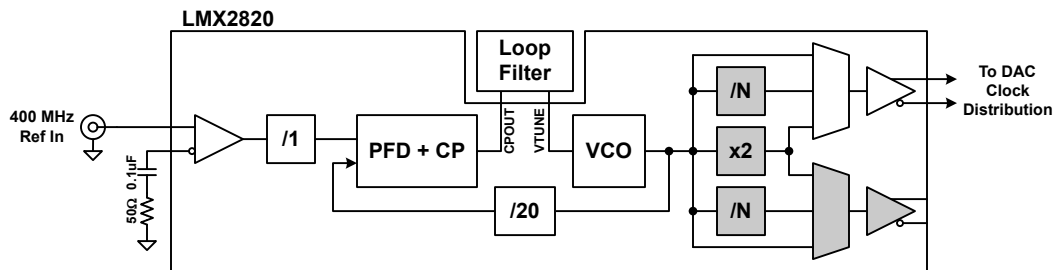 LMX2820
Loop
Filter
400 MHz
Ref In
50Ω 0.1uF
/1
PFD + CP
CPOUT
VTUNE
VCO
/20
/N
x2
/N
To DAC
Clock
Distribution